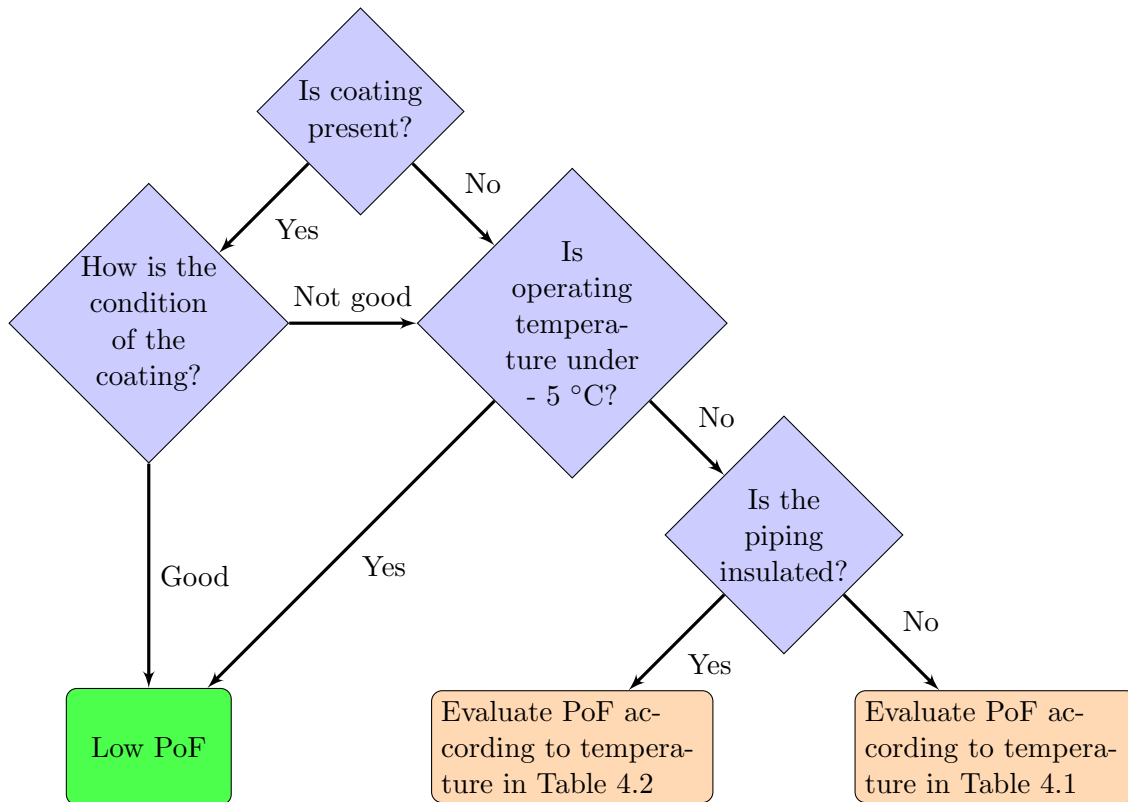 Is coating
present?
Yes
No
How is the
condition
of the
coating?
Not good
Is
operating
tempera-
ture under
- 5 °C?
Good
Yes
No
Is the
piping
insulated?
Yes
No
Low PoF
Evaluate PoF ac-
cording to tempera-
ture in Table 4.2
Evaluate PoF ac-
cording to tempera-
ture in Table 4.1